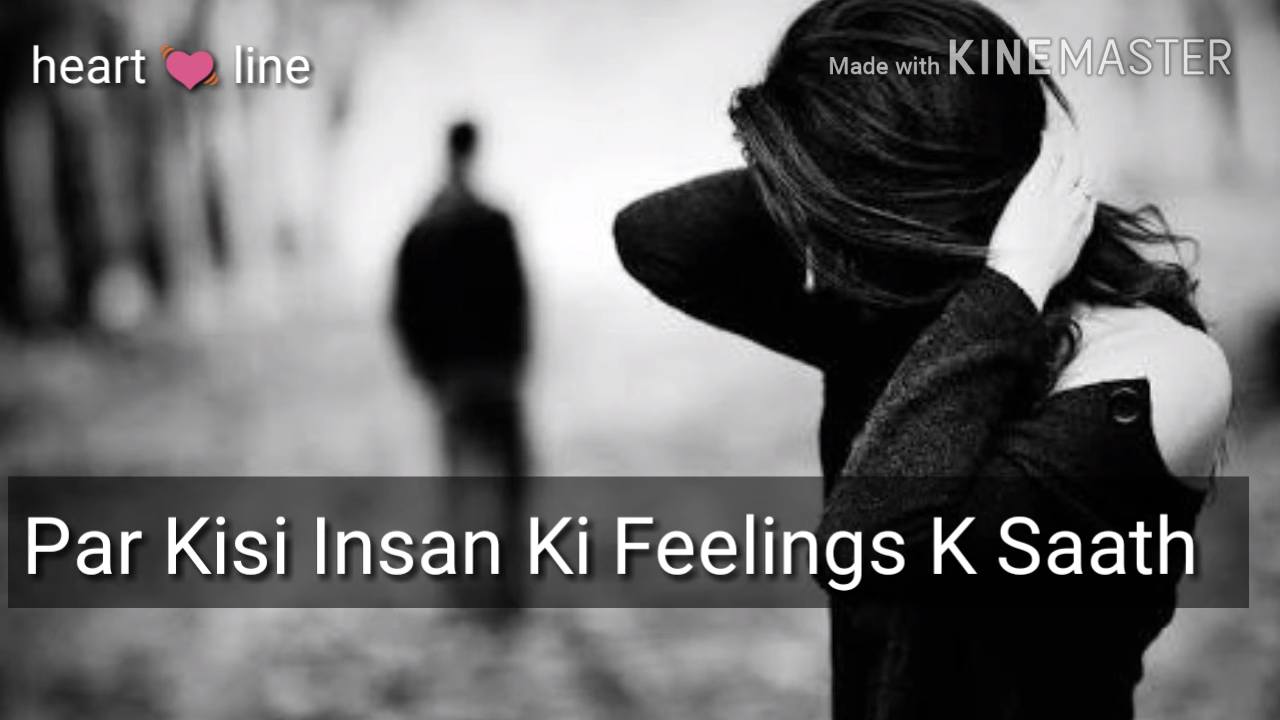 heart 💓 line
Made with KINEMASTER
Par Kisi Insan Ki Feelings K Saath